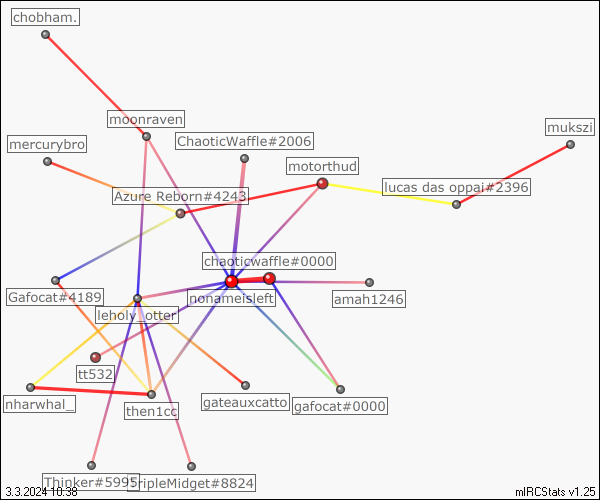 chobham.
moonraven
mukszi
mercurybro
ChaoticWaffle#2006
motorthud
lucas das oppai#2396
Azure Reborn#4243
chaoticwaffle#0000
Gafocat#4189
nonameisleft
amah1246
leholy_otter
tt532
nharwhal_
then1cc
gateauxcatto
gafocat#0000
Thinker#5995
ripleMidget#8824
3.3.2024 10:38
mIRCStats v1.25